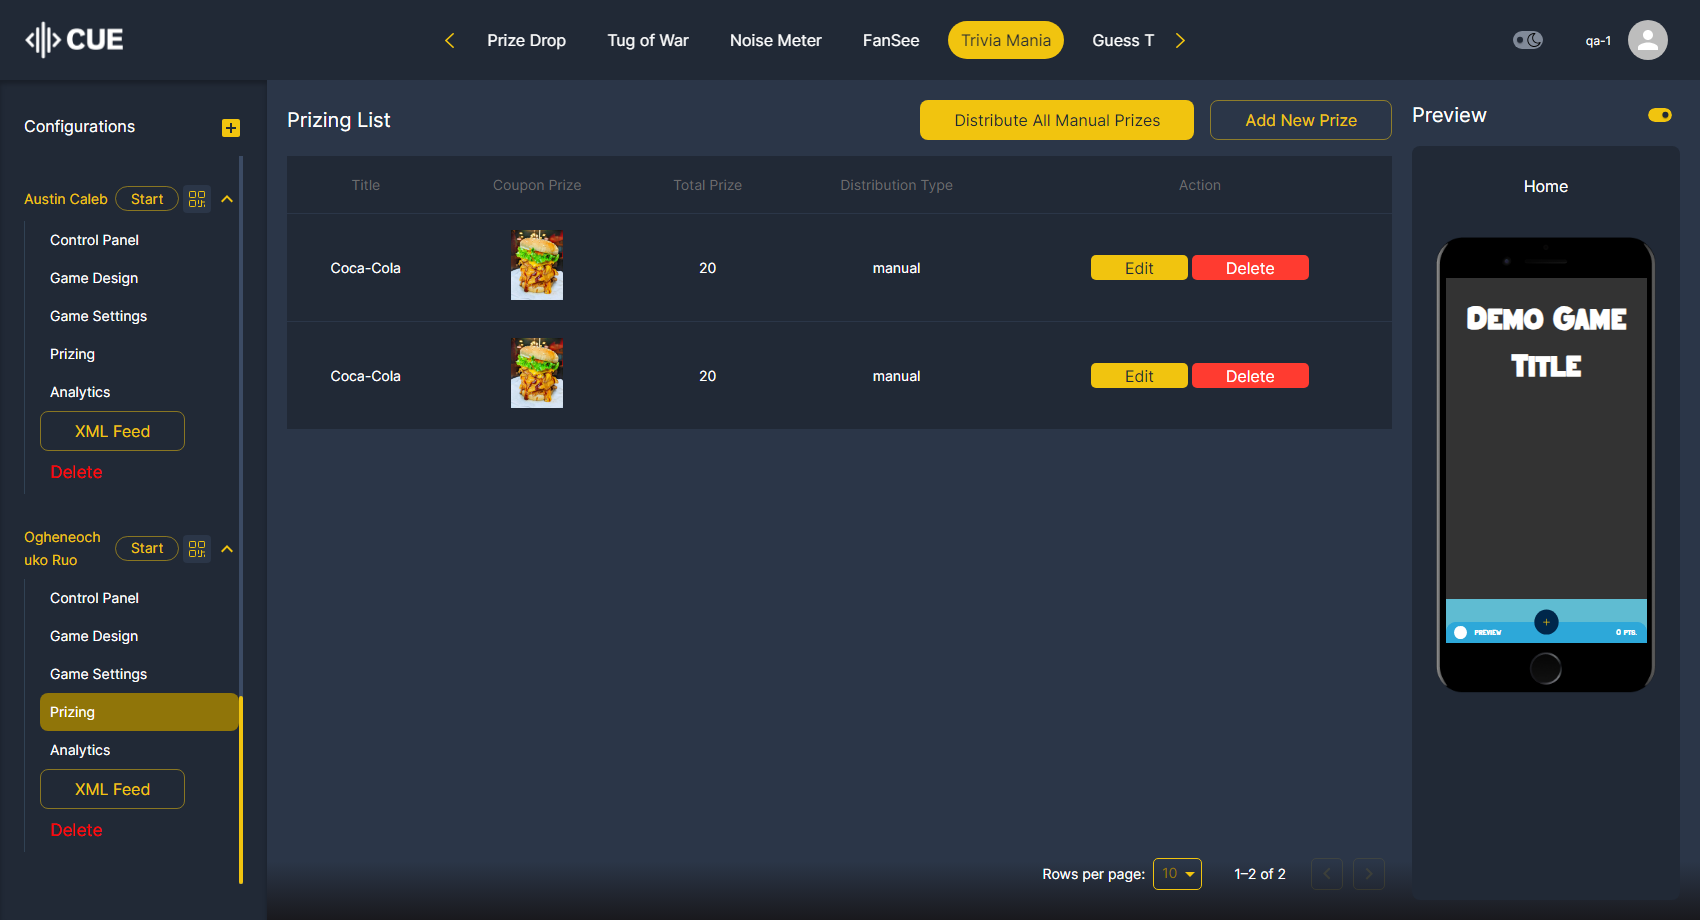 CUE
Prize Drop
Tug of War
Noise Meter
FanSee
Trivia Mania
Guess T
qa-1
Configurations
Austin Caleb
Start
Control Panel
Game Design
Game Settings
Prizing
Analytics
XML Feed
Delete
Ogheneoch
uko Ruo
Start
Control Panel
Game Design
Game Settings
Prizing
Analytics
XML Feed
Delete
Prizing List
Distribute All Manual Prizes
Add New Prize
Title Coupon Prize Total Prize Distribution Type Action
Coca-Cola 20 manual Edit Delete
Coca-Cola 20 manual Edit Delete
Rows per page: 10 1–2 of 2
Preview
Home
Demo Game
Title
PREVIEW
0 PTS.